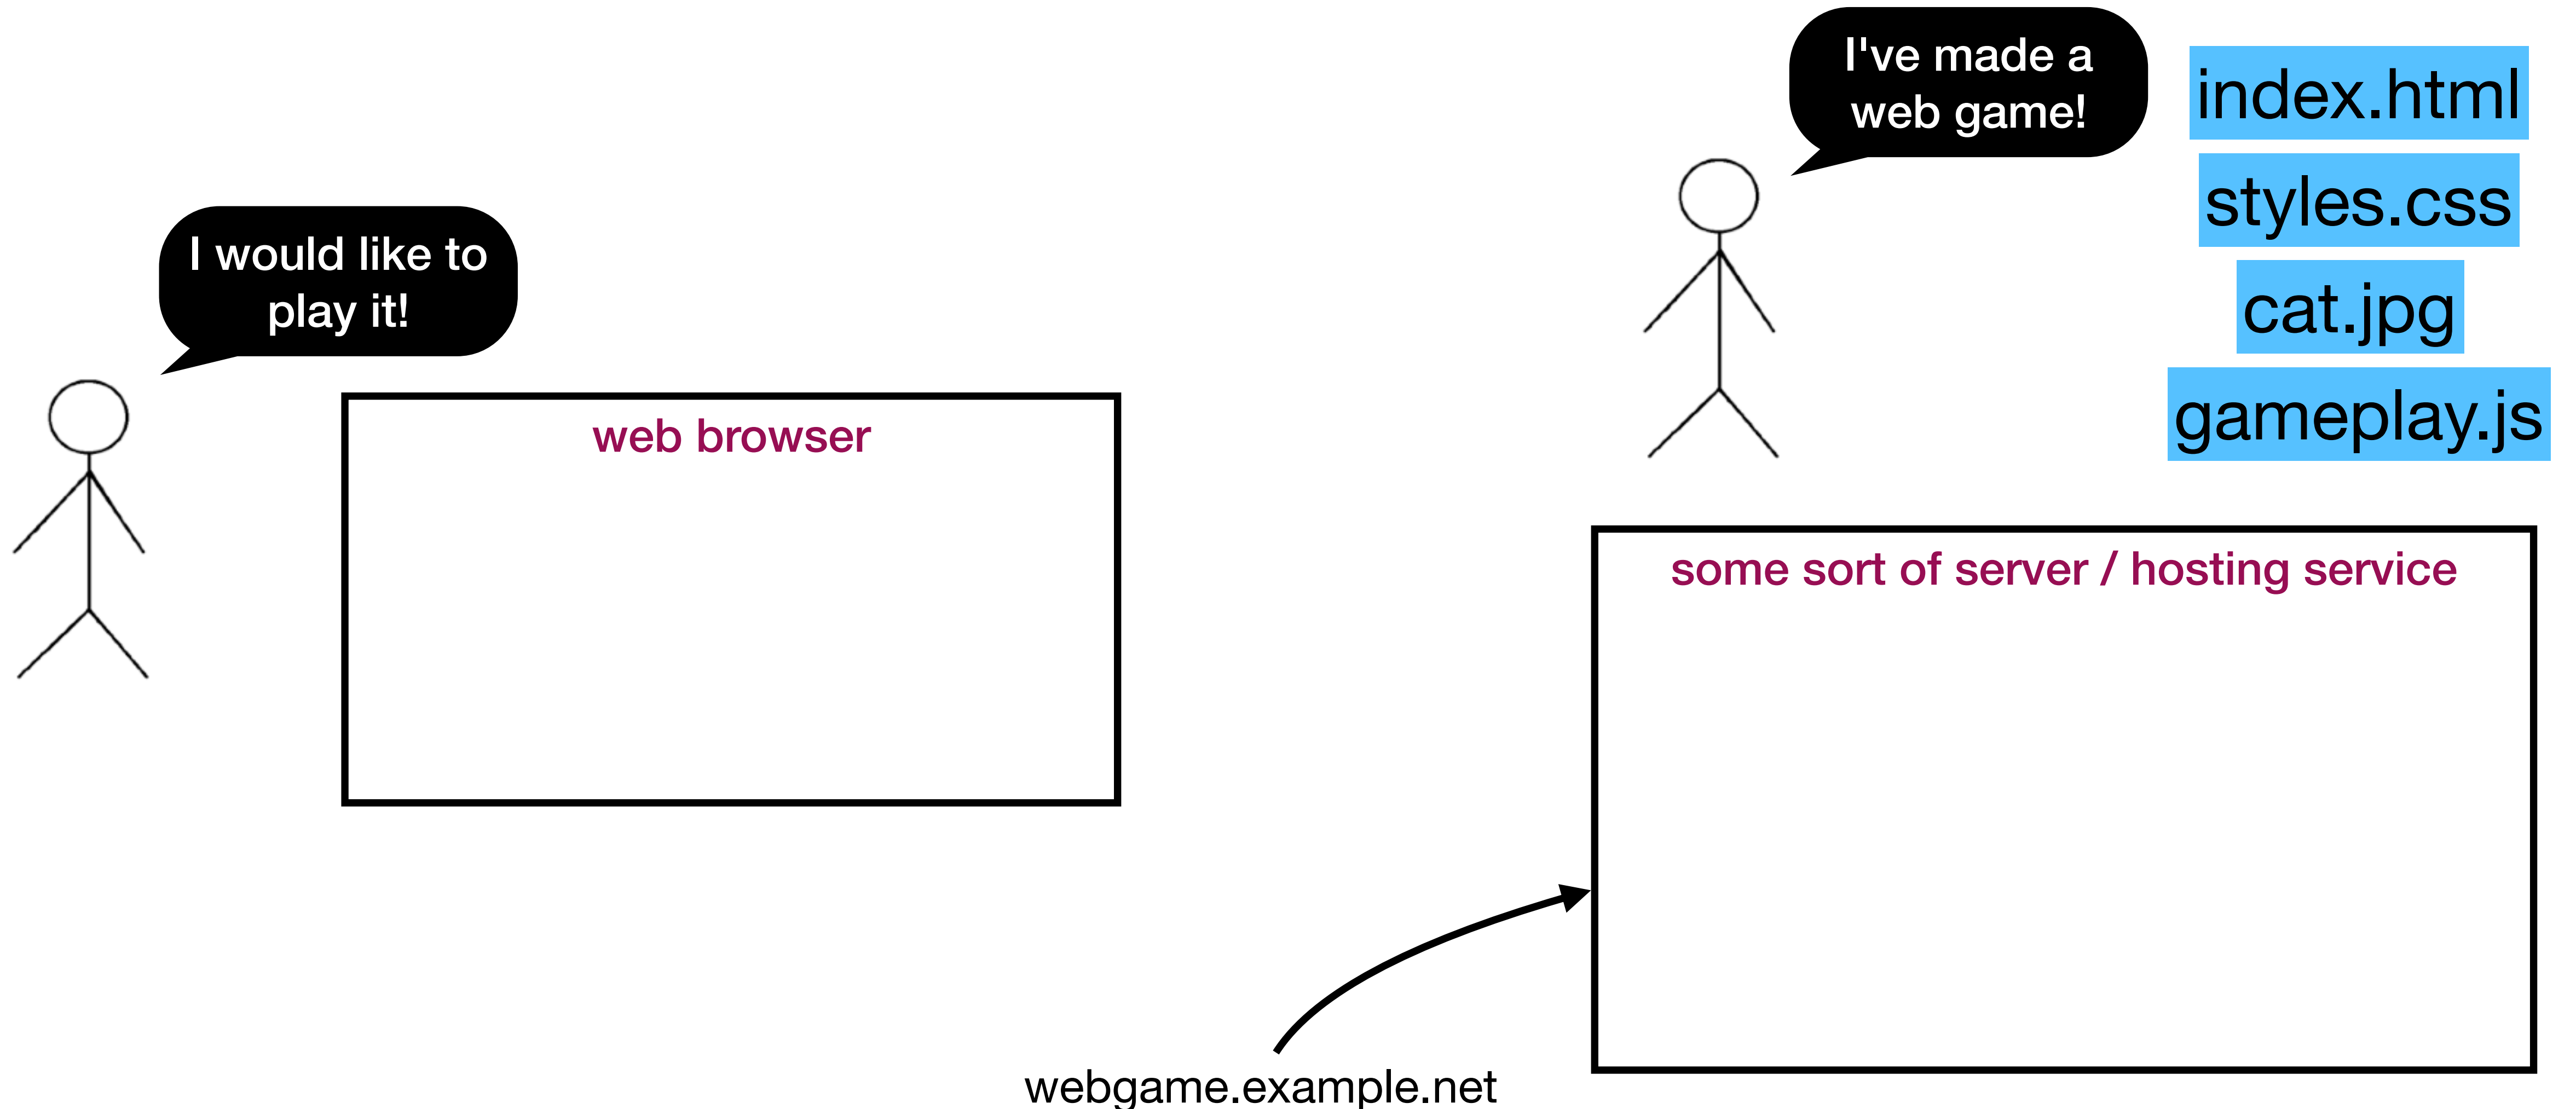 I've made a
web game!
index.html
styles.css
cat.jpg
gameplay.js
I would like to
play it!
web browser
some sort of server / hosting service
webgame.example.net